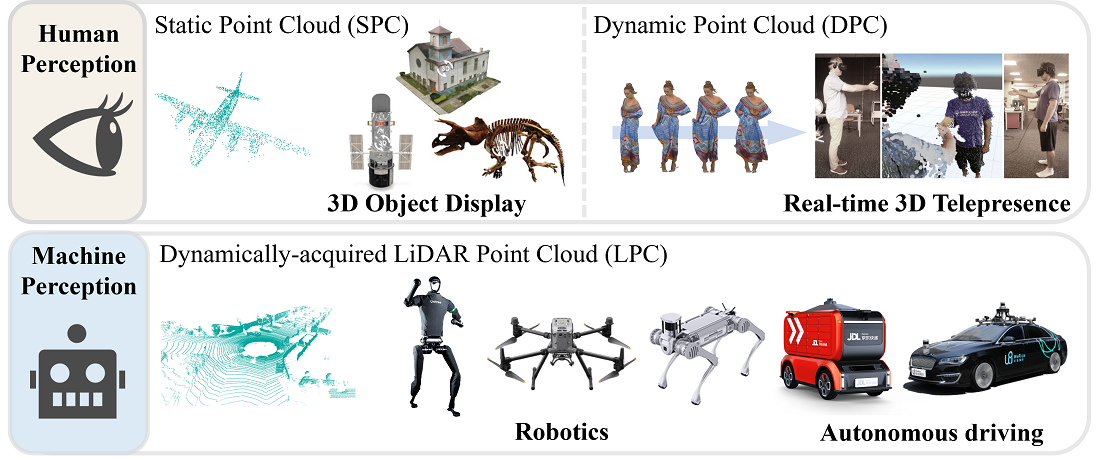 Human
Perception
Static Point Cloud (SPC)
Dynamic Point Cloud (DPC)
3D Object Display
Real-time 3D Telepresence
Machine
Perception
Dynamically-acquired LiDAR Point Cloud (LPC)
JDL
JDL
Robotics
Autonomous driving